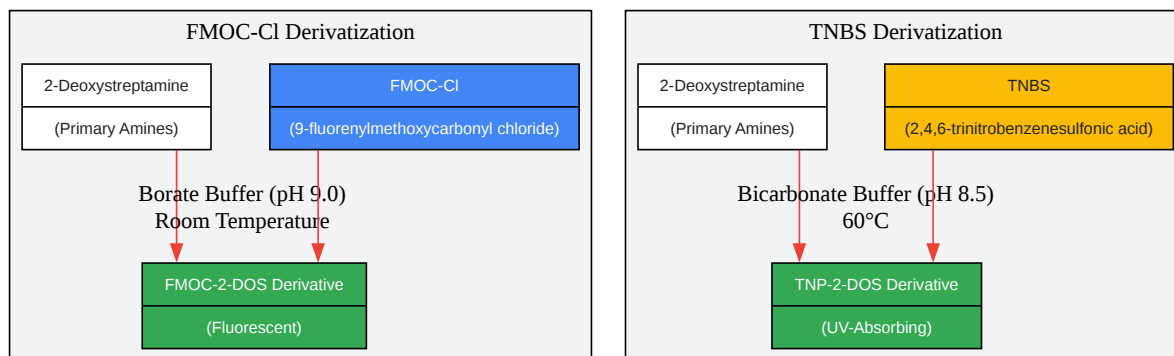 FMOC-Cl Derivatization
2-Deoxystreptamine
(Primary Amines)
FMOC-Cl
(9-fluorenylmethoxycarbonyl chloride)
Borate Buffer (pH 9.0)
Room Temperature
FMOC-2-DOS Derivative
(Fluorescent)
TNBS Derivatization
2-Deoxystreptamine
(Primary Amines)
TNBS
(2,4,6-trinitrobenzenesulfonic acid)
Bicarbonate Buffer (pH 8.5)
60°C
TNP-2-DOS Derivative
(UV-Absorbing)